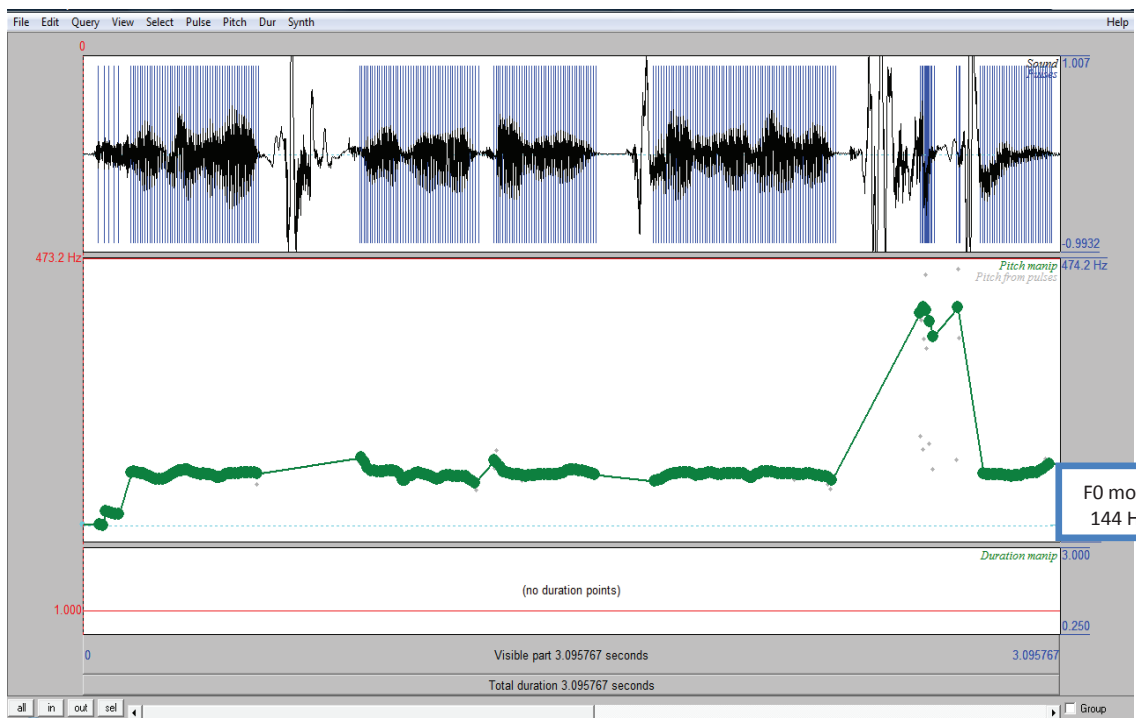 File Edit Query View Select Pulse Pitch Dur Synth Help
0
Sound
Pulses
1.007
-0.9932
473.2 Hz
Pitch manip
474.2 Hz
Pitch from pulses
F0 mo
144 H
Duration manip
3.000
(no duration points)
1.000
0.250
0 Visible part 3.095767 seconds 3.095767
Total duration 3.095767 seconds
all in out sel Group